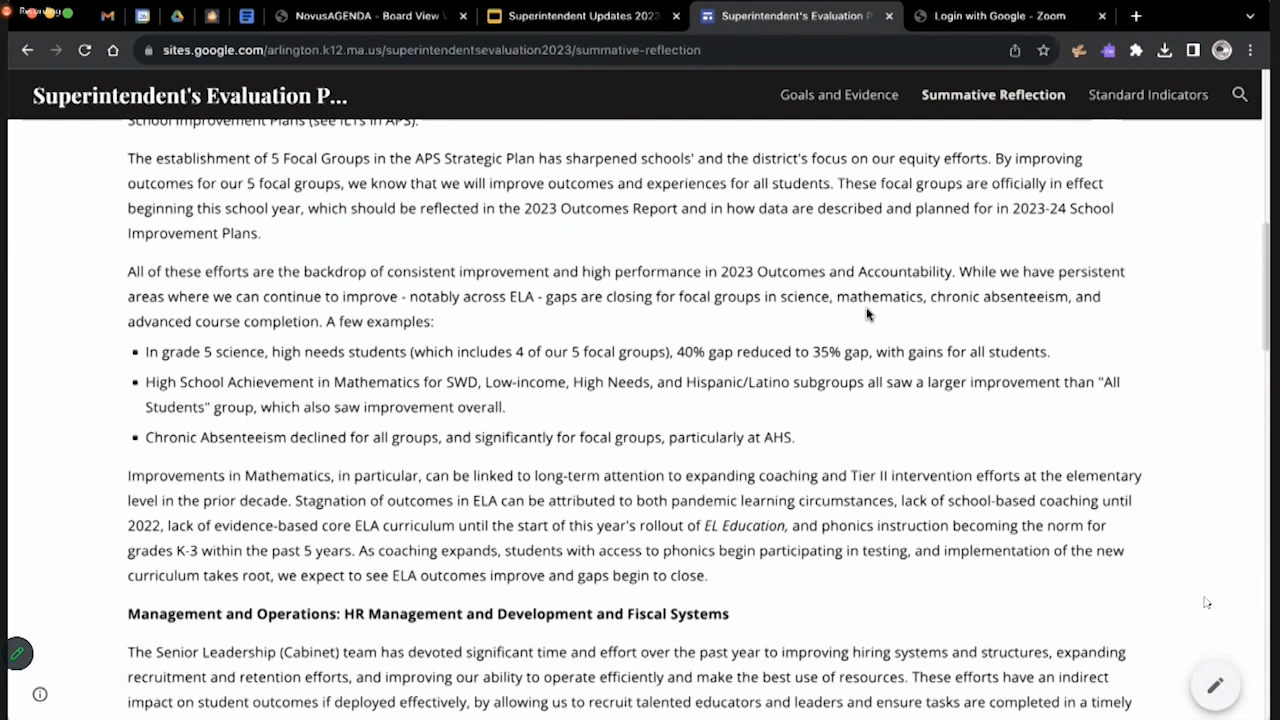 Recording
NovusAGENDA - Board View
Superintendent Updates 2023
Superintendent's Evaluation P
Login with Google - Zoom
sites.google.com/arlington.k12.ma.us/superintendentsevaluation2023/summative-reflection
Superintendent's Evaluation P...
Goals and Evidence
Summative Reflection
Standard Indicators
School Improvement Plans (see ILTs in APS).
The establishment of 5 Focal Groups in the APS Strategic Plan has sharpened schools' and the district's focus on our equity efforts. By improving
outcomes for our 5 focal groups, we know that we will improve outcomes and experiences for all students. These focal groups are officially in effect
beginning this school year, which should be reflected in the 2023 Outcomes Report and in how data are described and planned for in 2023-24 School
Improvement Plans.
All of these efforts are the backdrop of consistent improvement and high performance in 2023 Outcomes and Accountability. While we have persistent
areas where we can continue to improve - notably across ELA - gaps are closing for focal groups in science, mathematics, chronic absenteeism, and
advanced course completion. A few examples:
▪ In grade 5 science, high needs students (which includes 4 of our 5 focal groups), 40% gap reduced to 35% gap, with gains for all students.
▪ High School Achievement in Mathematics for SWD, Low-income, High Needs, and Hispanic/Latino subgroups all saw a larger improvement than "All
Students" group, which also saw improvement overall.
▪ Chronic Absenteeism declined for all groups, and significantly for focal groups, particularly at AHS.
Improvements in Mathematics, in particular, can be linked to long-term attention to expanding coaching and Tier II intervention efforts at the elementary
level in the prior decade. Stagnation of outcomes in ELA can be attributed to both pandemic learning circumstances, lack of school-based coaching until
2022, lack of evidence-based core ELA curriculum until the start of this year's rollout of EL Education, and phonics instruction becoming the norm for
grades K-3 within the past 5 years. As coaching expands, students with access to phonics begin participating in testing, and implementation of the new
curriculum takes root, we expect to see ELA outcomes improve and gaps begin to close.
Management and Operations: HR Management and Development and Fiscal Systems
The Senior Leadership (Cabinet) team has devoted significant time and effort over the past year to improving hiring systems and structures, expanding
recruitment and retention efforts, and improving our ability to operate efficiently and make the best use of resources. These efforts have an indirect
impact on student outcomes if deployed effectively, by allowing us to recruit talented educators and leaders and ensure tasks are completed in a timely